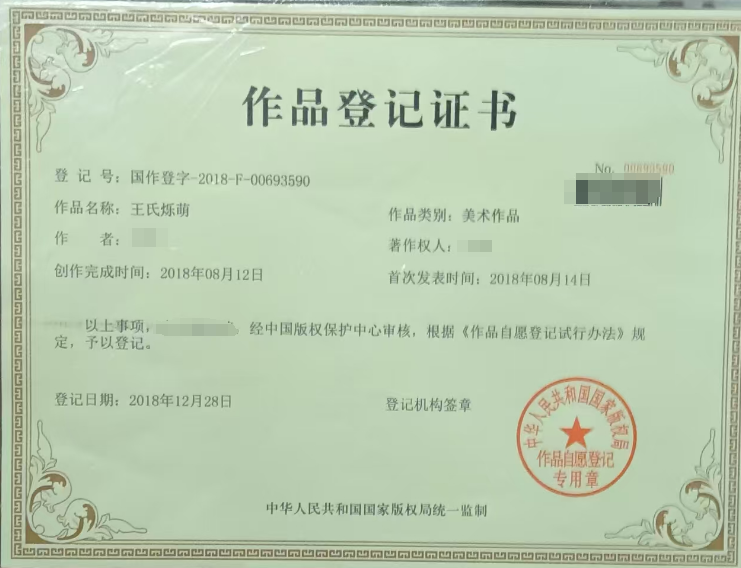 作品登记证书
No. 00693590
登 记 号：国作登字-2018-F-00693590
作品名称：王氏烁萌
作品类别：美术作品
作 者：
著作权人：
创作完成时间：2018年08月12日
首次发表时间：2018年08月14日
以上事项，，经中国版权保护中心审核，根据《作品自愿登记试行办法》规
定，予以登记。
登记日期：2018年12月28日
登记机构签章
中华人民共和国国家版权局
作品自愿登记
专用章
中华人民共和国国家版权局统一监制